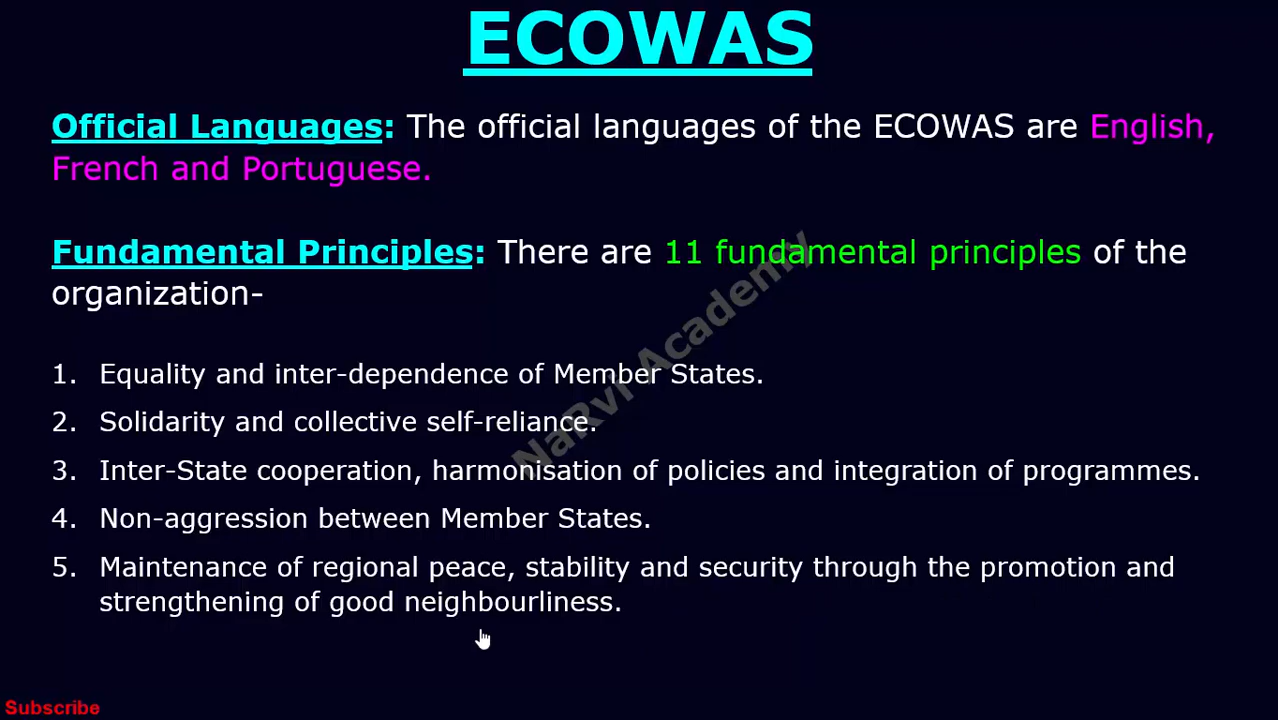 ECOWAS
Official Languages: The official languages of the ECOWAS are English,
French and Portuguese.
Fundamental Principles: There are 11 fundamental principles of the
organization-
1. Equality and inter-dependence of Member States.
2. Solidarity and collective self-reliance.
3. Inter-State cooperation, harmonisation of policies and integration of programmes.
4. Non-aggression between Member States.
5. Maintenance of regional peace, stability and security through the promotion and
strengthening of good neighbourliness.
NaRvi Academy
Subscribe